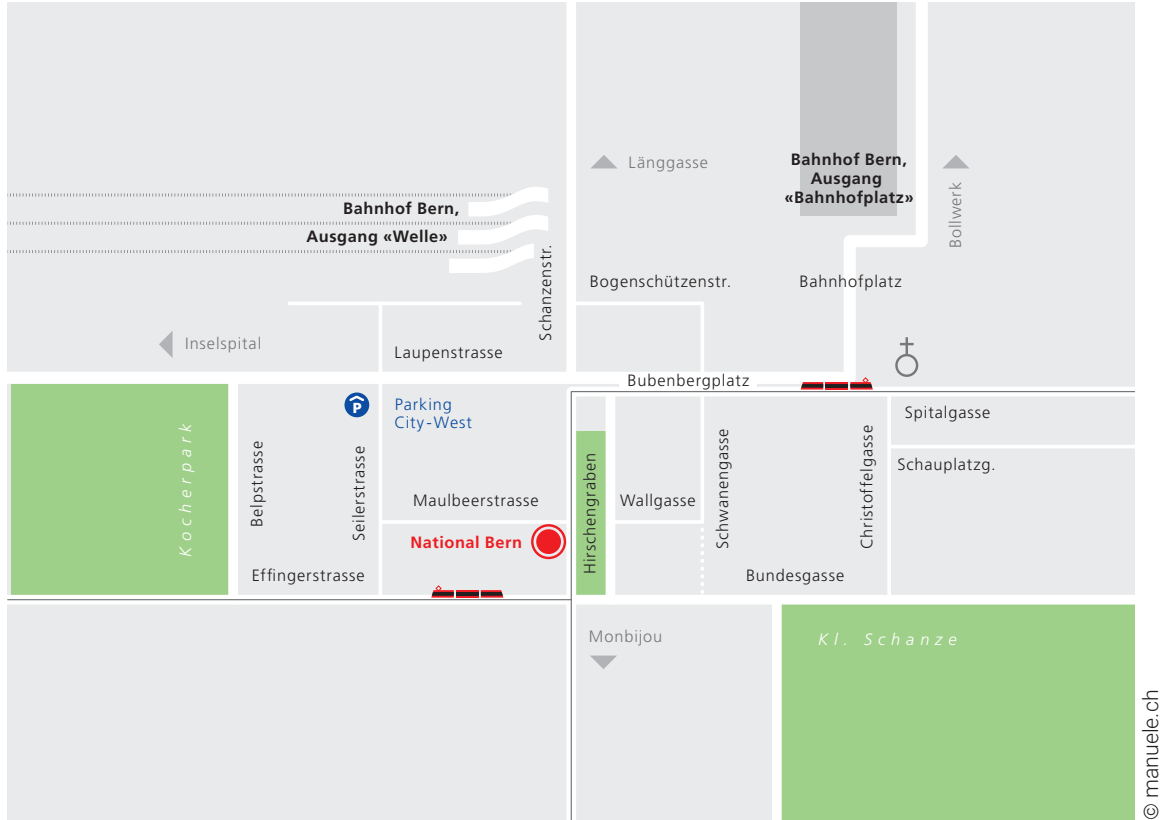 Länggasse
Bahnhof Bern,
Ausgang
«Bahnhofplatz»
Bollwerk
Bahnhof Bern,
Ausgang «Welle»
Schanzenstr.
Bogenschützenstr.
Bahnhofplatz
Inselspital
Laupenstrasse
Bubenbergplatz
P
Parking
City-West
Spitalgasse
Schauplatzg.
Kocherpark
Belpstrasse
Seilerstrasse
Maulbeerstrasse
National Bern
Hirschengraben
Wallgasse
Schwanengasse
Christoffelgasse
Effingerstrasse
Bundesgasse
Monbijou
Kl. Schanze
© manuele.ch